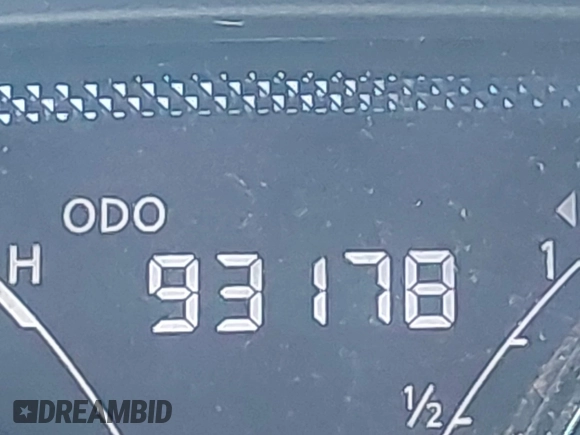 ODO
H 93178 1
1/2
DREAMBID